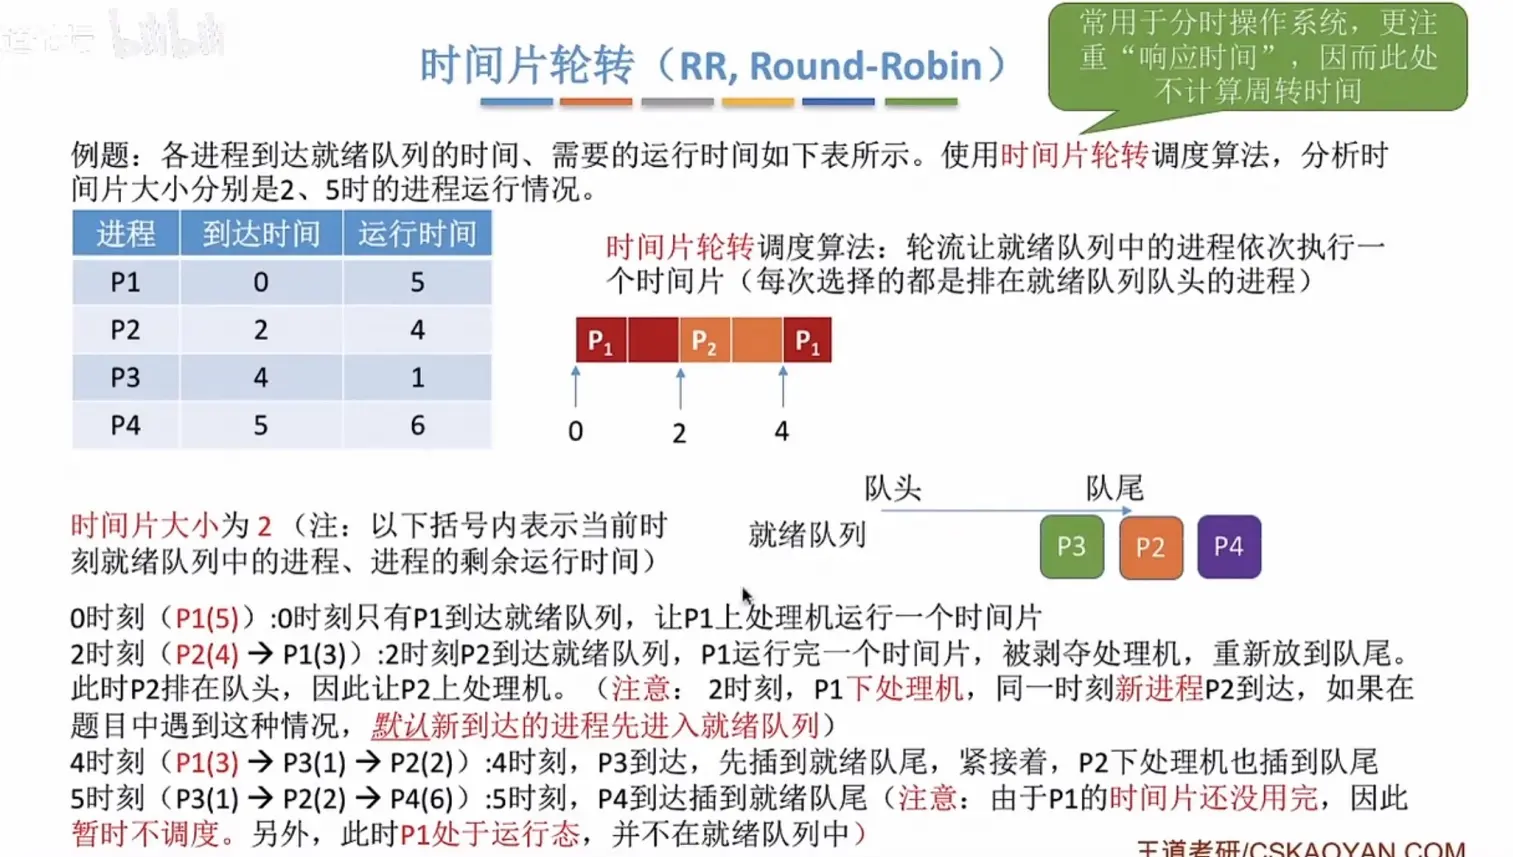 常用于分时操作系统，更注
重“响应时间”，因而此处
不计算周转时间
时间片轮转（RR, Round-Robin）
例题：各进程到达就绪队列的时间、需要的运行时间如下表所示。使用时间片轮转调度算法，分析时
间片大小分别是2、5时的进程运行情况。
进程 到达时间 运行时间
P1 0 5
P2 2 4
P3 4 1
P4 5 6
时间片轮转调度算法：轮流让就绪队列中的进程依次执行一
个时间片（每次选择的都是排在就绪队列队头的进程）
P1 P2 P1
0 2 4
队头 队尾
就绪队列 P3 P2 P4
时间片大小为 2 （注：以下括号内表示当前时
刻就绪队列中的进程、进程的剩余运行时间）
0时刻（P1(5)）:0时刻只有P1到达就绪队列，让P1上处理机运行一个时间片
2时刻（P2(4) → P1(3)）:2时刻P2到达就绪队列，P1运行完一个时间片，被剥夺处理机，重新放到队尾。
此时P2排在队头，因此让P2上处理机。（注意： 2时刻，P1下处理机，同一时刻新进程P2到达，如果在
题目中遇到这种情况，默认新到达的进程先进入就绪队列）
4时刻（P1(3) → P3(1) → P2(2)）:4时刻，P3到达，先插到就绪队尾，紧接着，P2下处理机也插到队尾
5时刻（P3(1) → P2(2) → P4(6)）:5时刻，P4到达插到就绪队尾（注意：由于P1的时间片还没用完，因此
暂时不调度。另外，此时P1处于运行态，并不在就绪队列中）
王道考研/CSKAOYAN.COM
bilibili